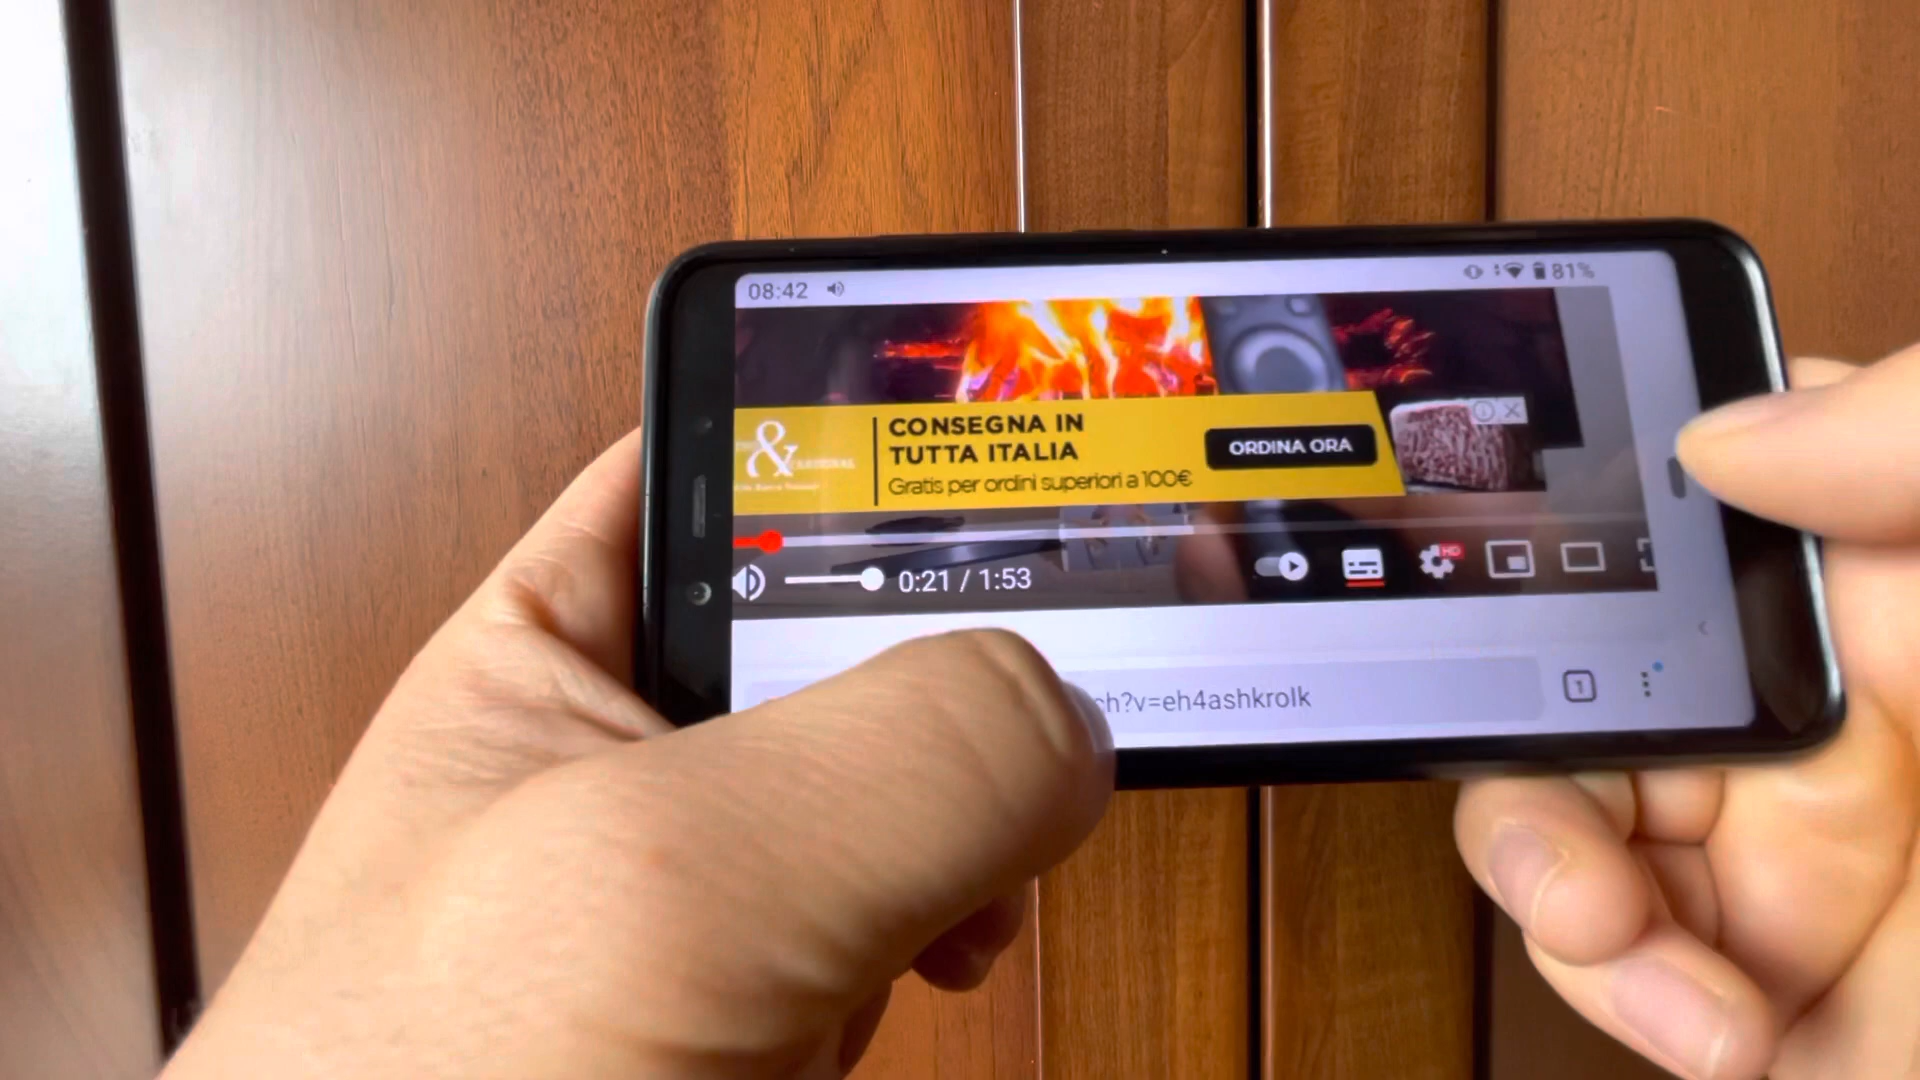 08:42
81%
&
CONSEGNA IN
TUTTA ITALIA
Gratis per ordini superiori a 100€
ORDINA ORA
0:21 / 1:53
HD
ch?v=eh4ashkrolk
1